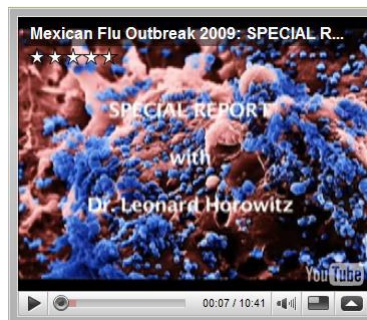 Mexican Flu Outbreak 2009: SPECIAL R...
SPECIAL REPORT
with
Dr. Leonard Horowitz
YouTube
00:07 / 10:41